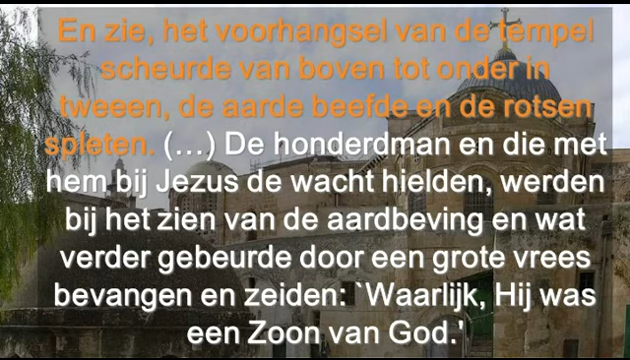 En zie, het voorhangsel van de tempel
scheurde van boven tot onder in
tweeen, de aarde beefde en de rotsen
spleten. (…) De honderdman en die met
hem bij Jezus de wacht hielden, werden
bij het zien van de aardbeving en wat
verder gebeurde door een grote vrees
bevangen en zeiden: `Waarlijk, Hij was
een Zoon van God.'